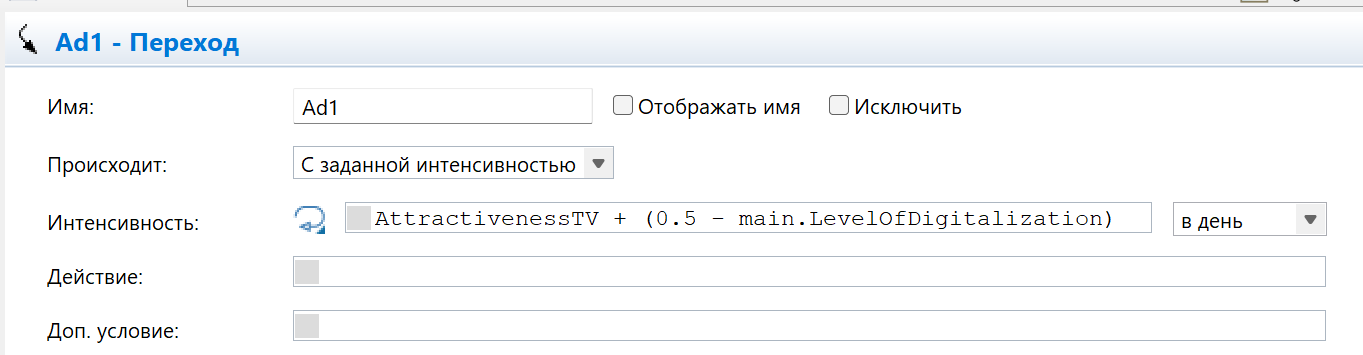 Ad1 - Переход
Имя: Ad1 Отображать имя Исключить
Происходит: С заданной интенсивностью
Интенсивность: AttractivenessTV + (0.5 - main.LevelOfDigitalization) в день
Действие:
Доп. условие: